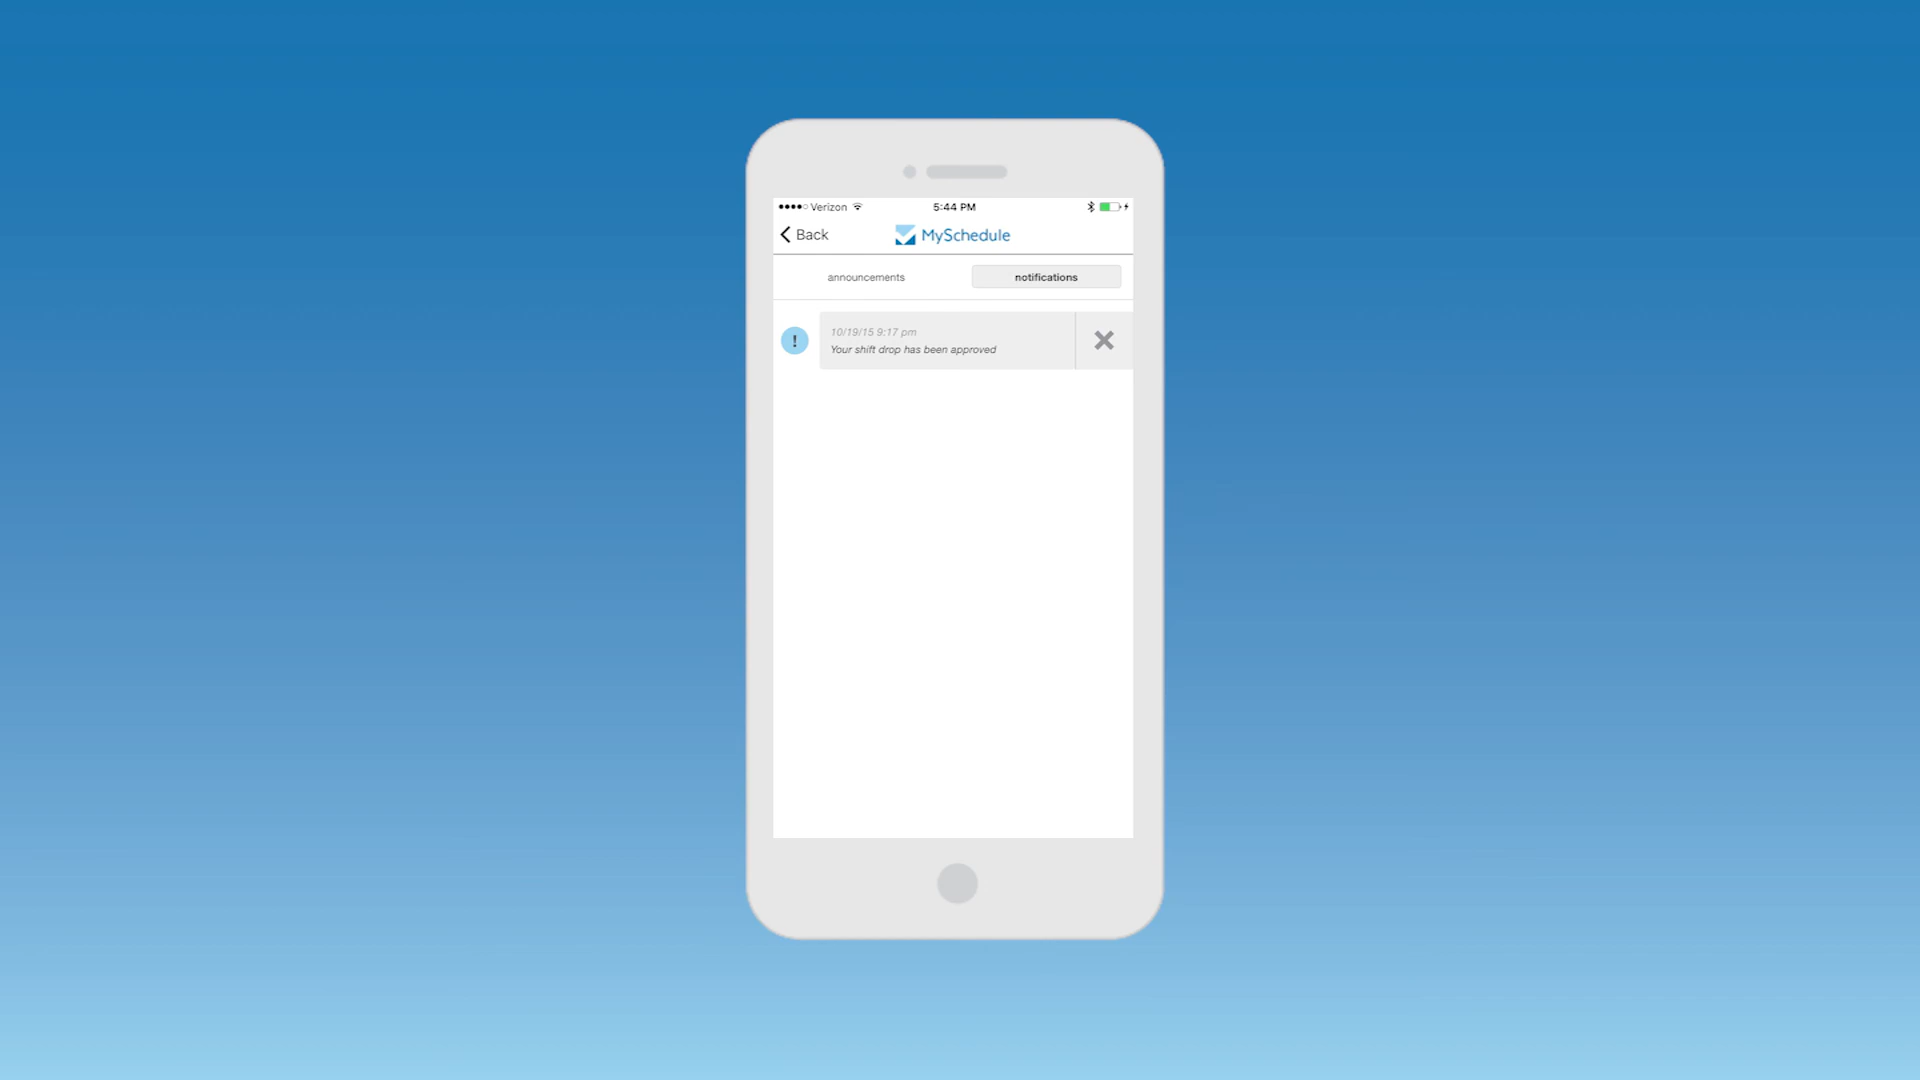 Verizon 5:44 PM
Back MySchedule
announcements notifications
!
10/19/15 9:17 pm
Your shift drop has been approved